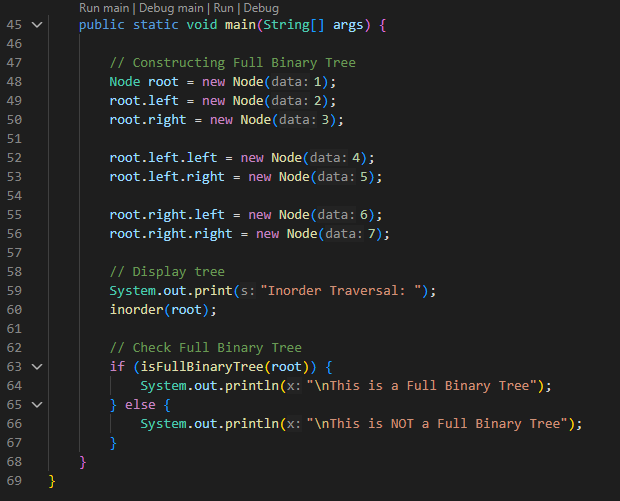 Run main | Debug main | Run | Debug
45 public static void main(String[] args) {
46
47 // Constructing Full Binary Tree
48 Node root = new Node(data: 1);
49 root.left = new Node(data: 2);
50 root.right = new Node(data: 3);
51
52 root.left.left = new Node(data: 4);
53 root.left.right = new Node(data: 5);
54
55 root.right.left = new Node(data: 6);
56 root.right.right = new Node(data: 7);
57
58 // Display tree
59 System.out.print(s: "Inorder Traversal: ");
60 inorder(root);
61
62 // Check Full Binary Tree
63 if (isFullBinaryTree(root)) {
64 System.out.println(x: "\nThis is a Full Binary Tree");
65 } else {
66 System.out.println(x: "\nThis is NOT a Full Binary Tree");
67 }
68 }
69 }